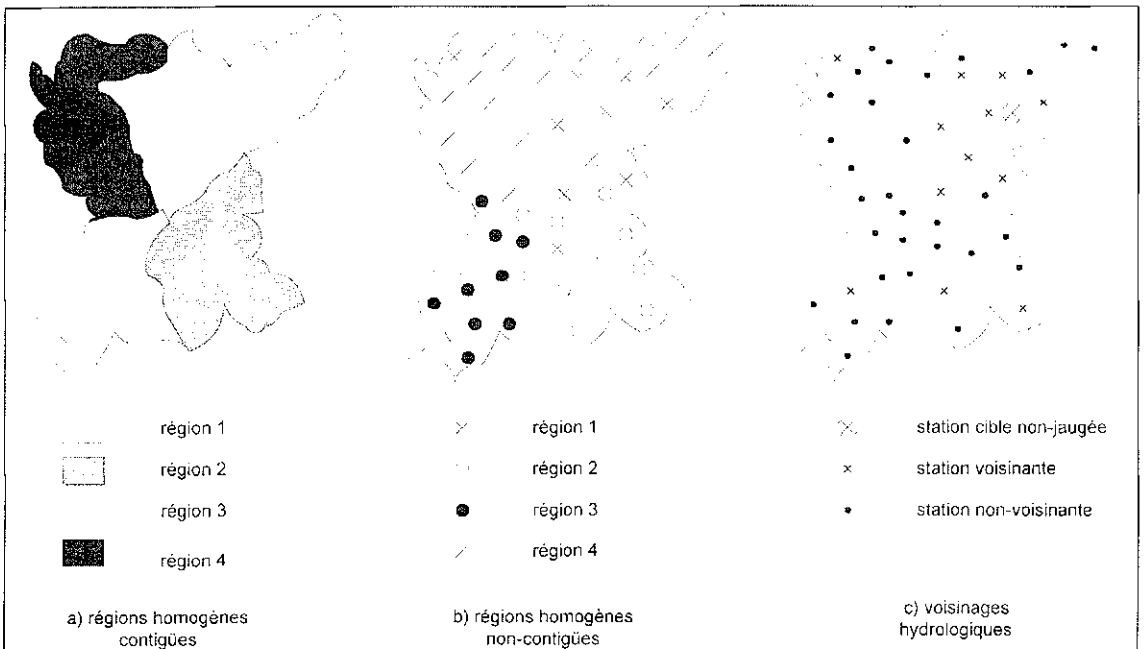 région 1
région 2
région 3
région 4
a) régions homogènes
contigües
région 1
région 2
région 3
région 4
b) régions homogènes
non-contigües
station cible non-jaugée
station voisinante
station non-voisinante
c) voisinages
hydrologiques